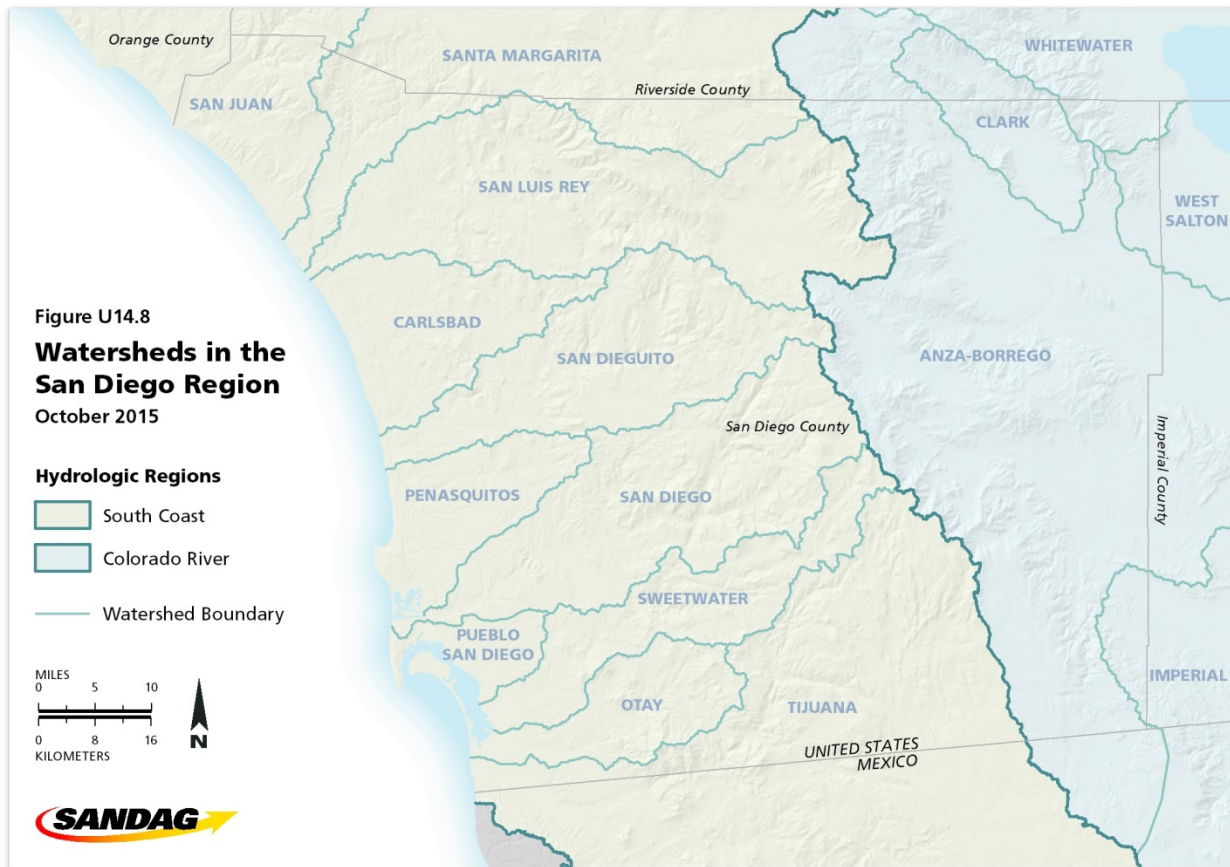 Orange County
SANTA MARGARITA
WHITEWATER
Riverside County
SAN JUAN
CLARK
SAN LUIS REY
WEST
SALTON
Figure U14.8
Watersheds in the
San Diego Region
October 2015
CARLSBAD
SAN DIEGUITO
ANZA-BORREGO
San Diego County
Imperial County
Hydrologic Regions
South Coast
Colorado River
Watershed Boundary
PENASQUITOS
SAN DIEGO
SWEETWATER
PUEBLO
SAN DIEGO
OTAY
TIJUANA
IMPERIAL
UNITED STATES
MEXICO
MILES
0 5 10
0 8 16
KILOMETERS
N
SANDAG